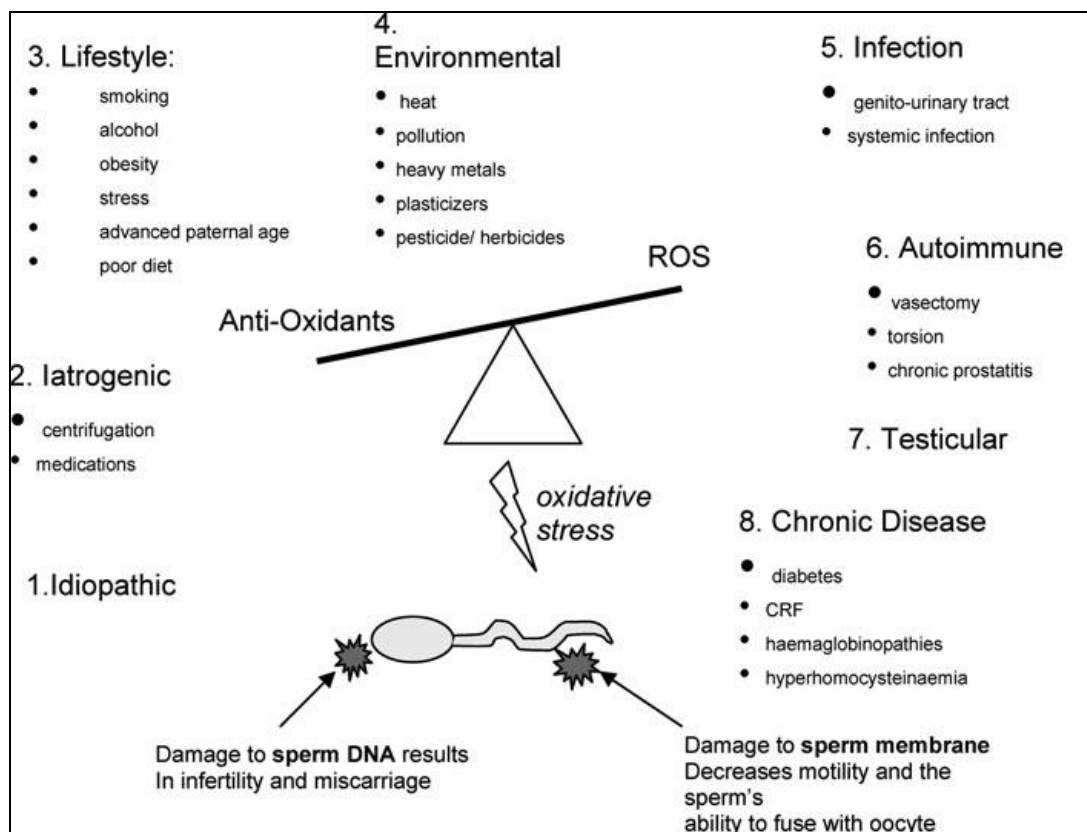 3. Lifestyle:
• smoking
• alcohol
• obesity
• stress
• advanced paternal age
• poor diet
4.
Environmental
• heat
• pollution
• heavy metals
• plasticizers
• pesticide/ herbicides
5. Infection
• genito-urinary tract
• systemic infection
ROS
Anti-Oxidants
6. Autoimmune
• vasectomy
• torsion
• chronic prostatitis
2. Iatrogenic
• centrifugation
• medications
7. Testicular
oxidative
stress
8. Chronic Disease
• diabetes
• CRF
• haemaglobinopathies
• hyperhomocysteinaemia
1.Idiopathic
Damage to sperm DNA results
In infertility and miscarriage
Damage to sperm membrane
Decreases motility and the
sperm's
ability to fuse with oocyte